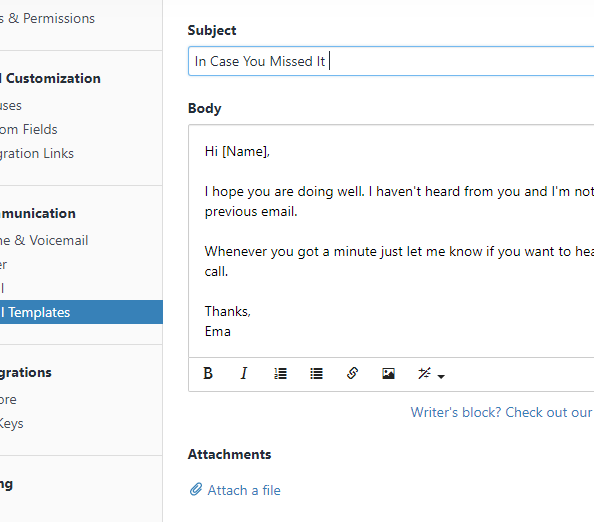 s & Permissions
l Customization
uses
om Fields
gration Links
mmunication
ne & Voicemail
er
l
l Templates
grations
ore
Keys
ng
Subject
In Case You Missed It
Body
Hi [Name],
I hope you are doing well. I haven't heard from you and I'm not
previous email.
Whenever you got a minute just let me know if you want to hea
call.
Thanks,
Ema
B I
Writer's block? Check out our
Attachments
Attach a file